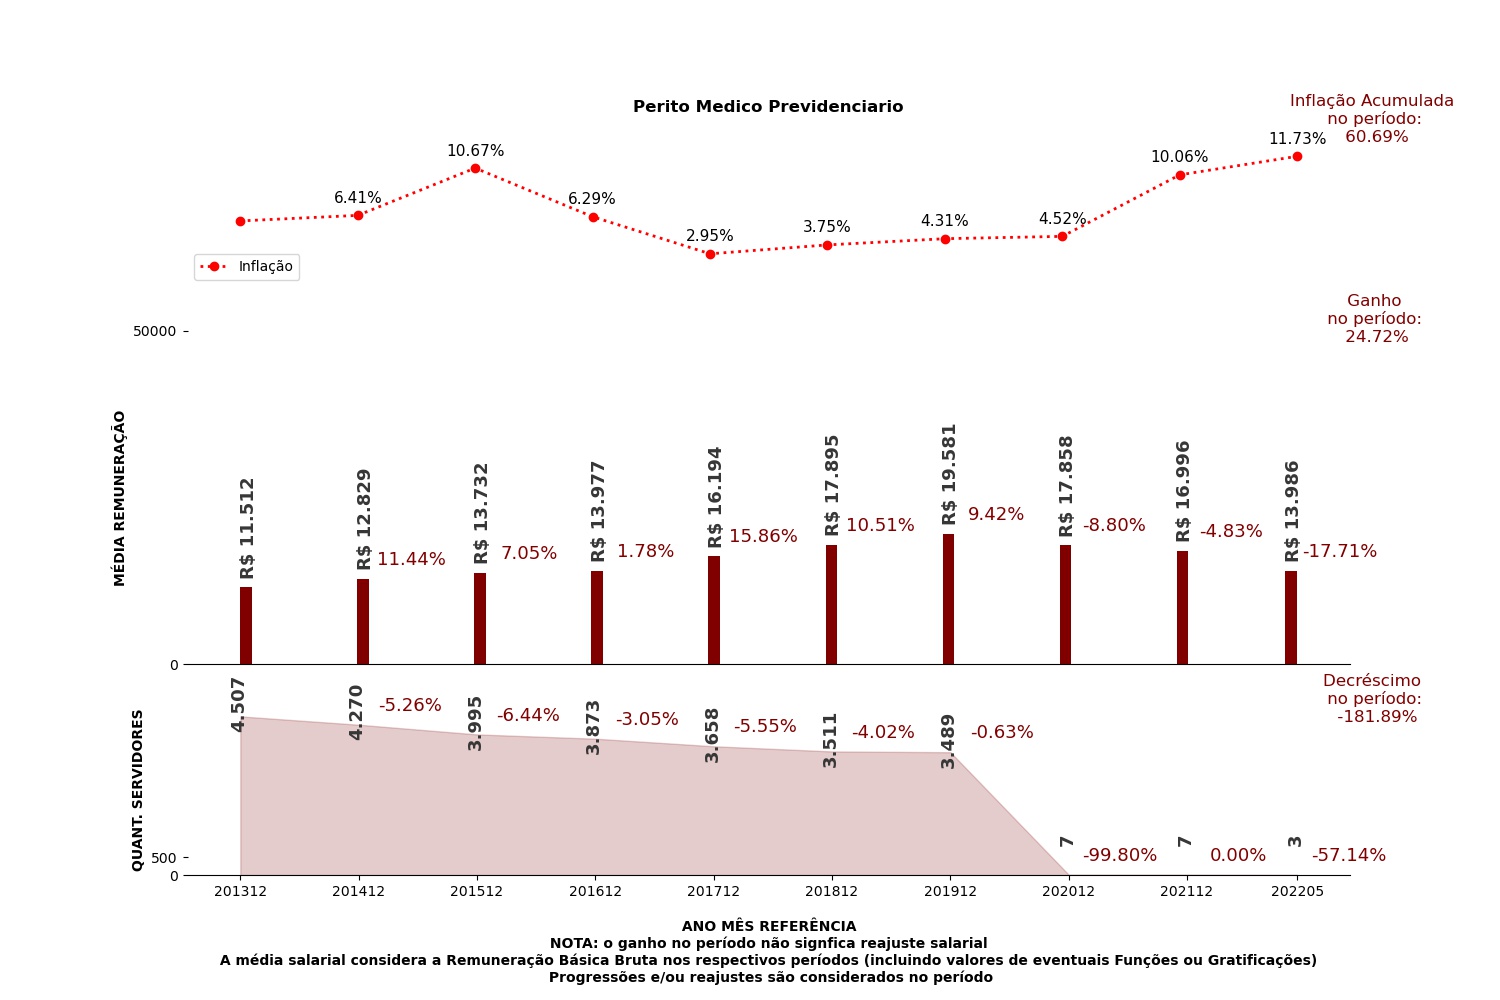 Perito Medico Previdenciario
Inflação Acumulada
no período:
60.69%
6.41%
10.67%
6.29%
2.95%
3.75%
4.31%
4.52%
10.06%
11.73%
Inflação
Ganho
no período:
24.72%
50000
0
MÉDIA REMUNERAÇÃO
R$ 11.512
R$ 12.829
R$ 13.732
R$ 13.977
R$ 16.194
R$ 17.895
R$ 19.581
R$ 17.858
R$ 16.996
R$ 13.986
11.44%
7.05%
1.78%
15.86%
10.51%
9.42%
-8.80%
-4.83%
-17.71%
Decréscimo
no período:
-181.89%
QUANT. SERVIDORES
500
0
4.507
4.270
3.995
3.873
3.658
3.511
3.489
7
7
3
-5.26%
-6.44%
-3.05%
-5.55%
-4.02%
-0.63%
-99.80%
0.00%
-57.14%
201312
201412
201512
201612
201712
201812
201912
202012
202112
202205
ANO MÊS REFERÊNCIA
NOTA: o ganho no período não signfica reajuste salarial
A média salarial considera a Remuneração Básica Bruta nos respectivos períodos (incluindo valores de eventuais Funções ou Gratificações)
Progressões e/ou reajustes são considerados no período